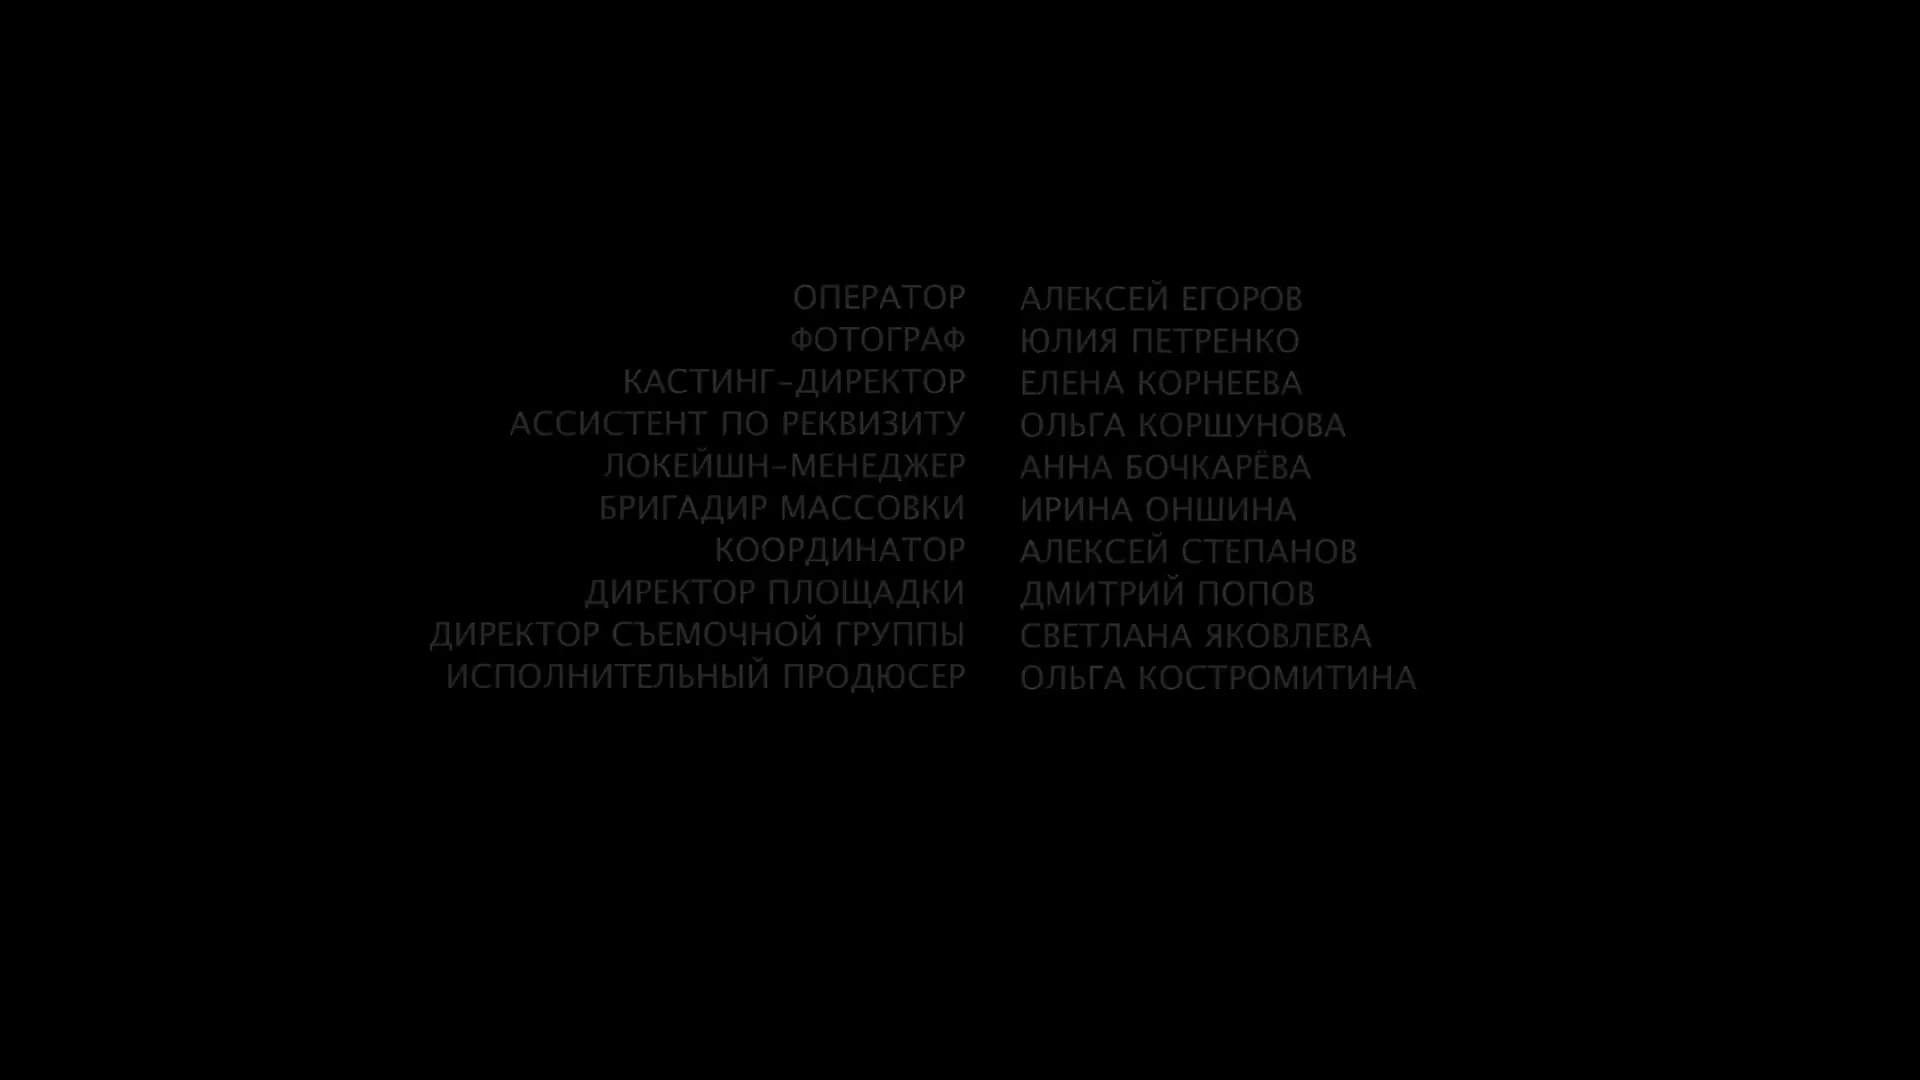 ОПЕРАТОР АЛЕКСЕЙ ЕГОРОВ
ФОТОГРАФ ЮЛИЯ ПЕТРЕНКО
КАСТИНГ-ДИРЕКТОР ЕЛЕНА КОРНЕЕВА
АССИСТЕНТ ПО РЕКВИЗИТУ ОЛЬГА КОРШУНОВА
ЛОКЕЙШН-МЕНЕДЖЕР АННА БОЧКАРЁВА
БРИГАДИР МАССОВКИ ИРИНА ОНШИНА
КООРДИНАТОР АЛЕКСЕЙ СТЕПАНОВ
ДИРЕКТОР ПЛОЩАДКИ ДМИТРИЙ ПОПОВ
ДИРЕКТОР СЪЕМОЧНОЙ ГРУППЫ СВЕТЛАНА ЯКОВЛЕВА
ИСПОЛНИТЕЛЬНЫЙ ПРОДЮСЕР ОЛЬГА КОСТРОМИТИНА